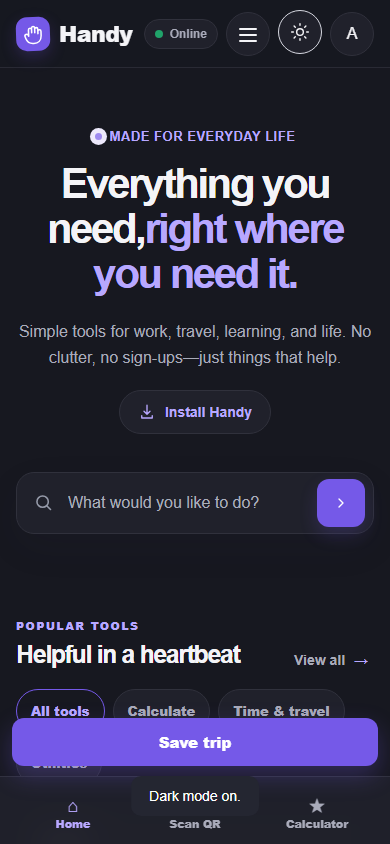 Handy
Online
A
MADE FOR EVERYDAY LIFE
Everything you
need,right where
you need it.
Simple tools for work, travel, learning, and life. No
clutter, no sign-ups—just things that help.
Install Handy
What would you like to do?
POPULAR TOOLS
Helpful in a heartbeat
View all →
All tools
Calculate
Time & travel
Save trip
Dark mode on.
Home
Scan QR
Calculator